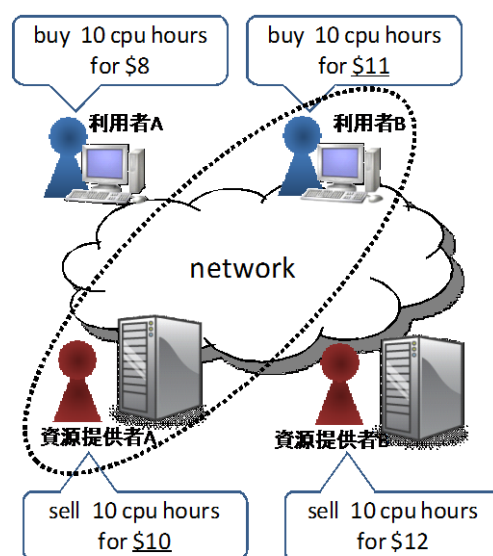 buy 10 cpu hours
for $8
buy 10 cpu hours
for $11
利用者A
利用者B
network
資源提供者A
資源提供者B
sell 10 cpu hours
for $10
sell 10 cpu hours
for $12